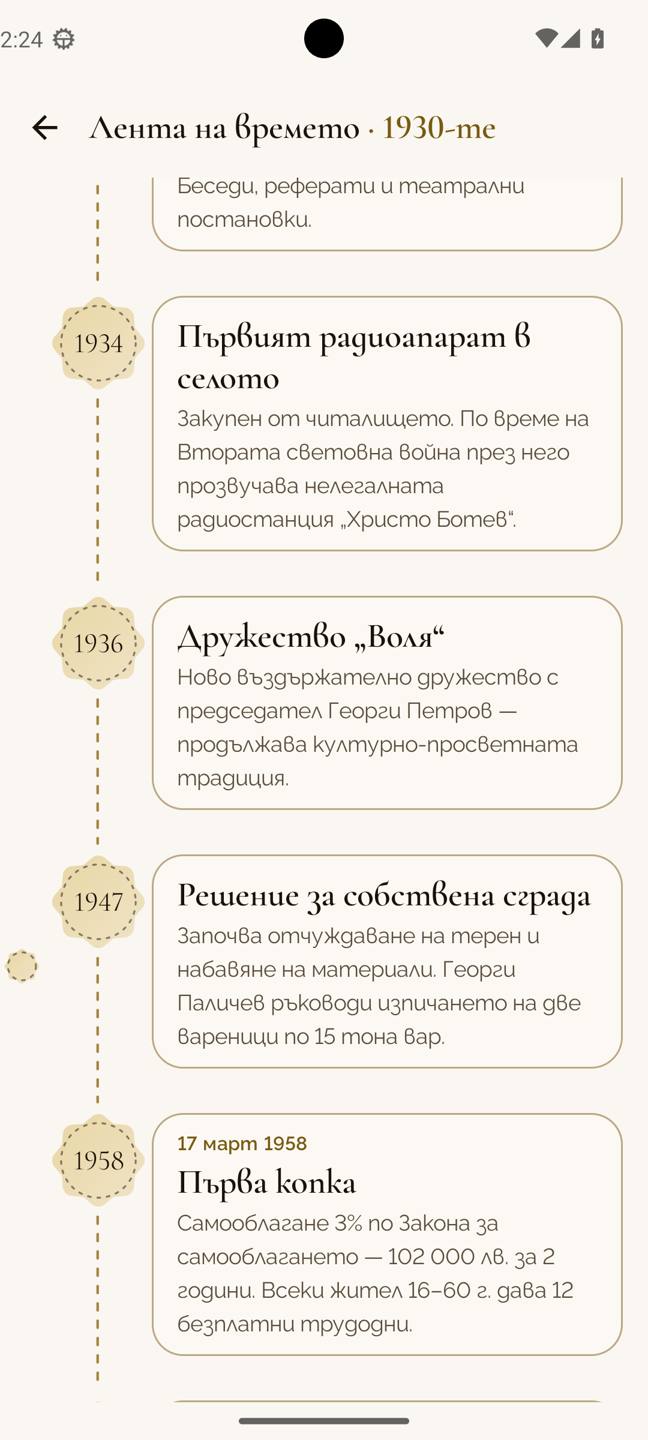 2:24
Лента на времето · 1930-те
Беседи, реферати и театрални
постановки.
1934
Първият радиоапарат в
селото
Закупен от читалището. По време на
Втората световна война през него
прозвучава нелегалната
радиостанция „Христо Ботев“.
1936
Дружество „Воля“
Ново въздържателно дружество с
председател Георги Петров —
продължава културно-просветната
традиция.
1947
Решение за собствена сграда
Започва отчуждаване на терен и
набавяне на материали. Георги
Паличев ръководи изпичането на две
вареници по 15 тона вар.
1958
17 март 1958
Първа копка
Самооблагане 3% по Закона за
самооблагането — 102 000 лв. за 2
години. Всеки жител 16–60 г. дава 12
безплатни трудодни.